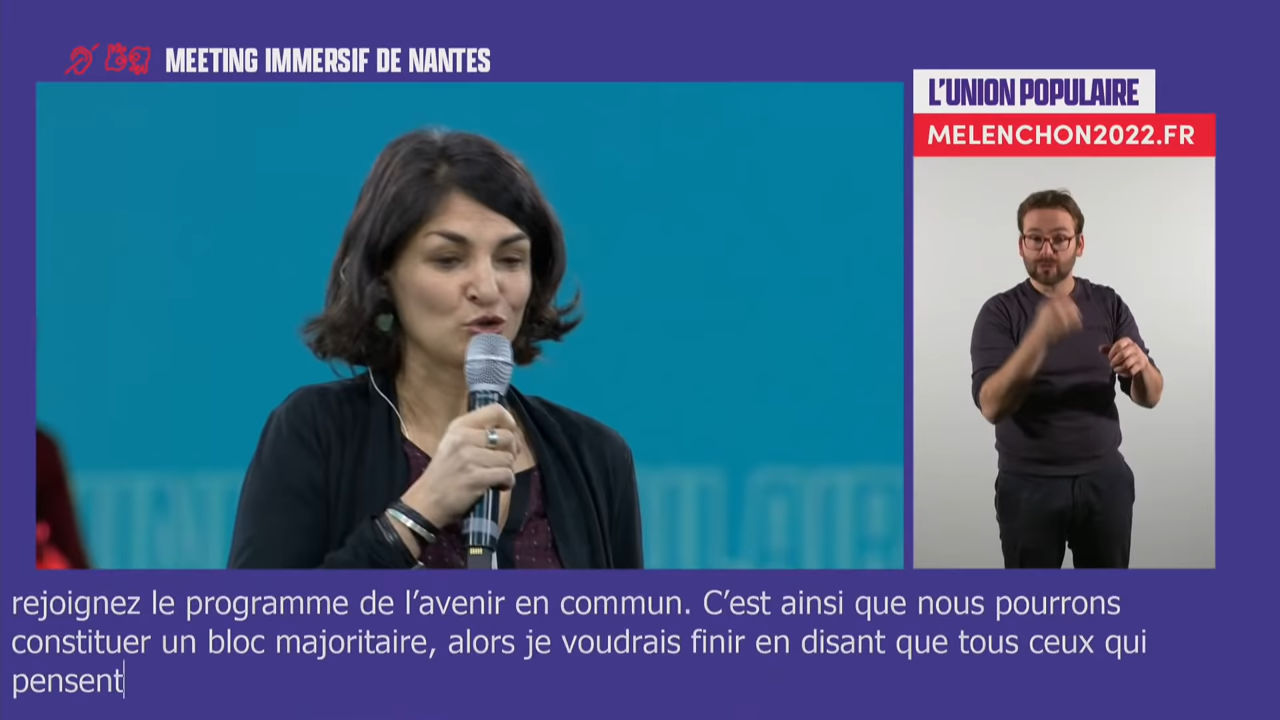 MEETING IMMERSIF DE NANTES
L'UNION POPULAIRE
MELENCHON2022.FR
rejoignez le programme de l'avenir en commun. C'est ainsi que nous pourrons
constituer un bloc majoritaire, alors je voudrais finir en disant que tous ceux qui
pensent